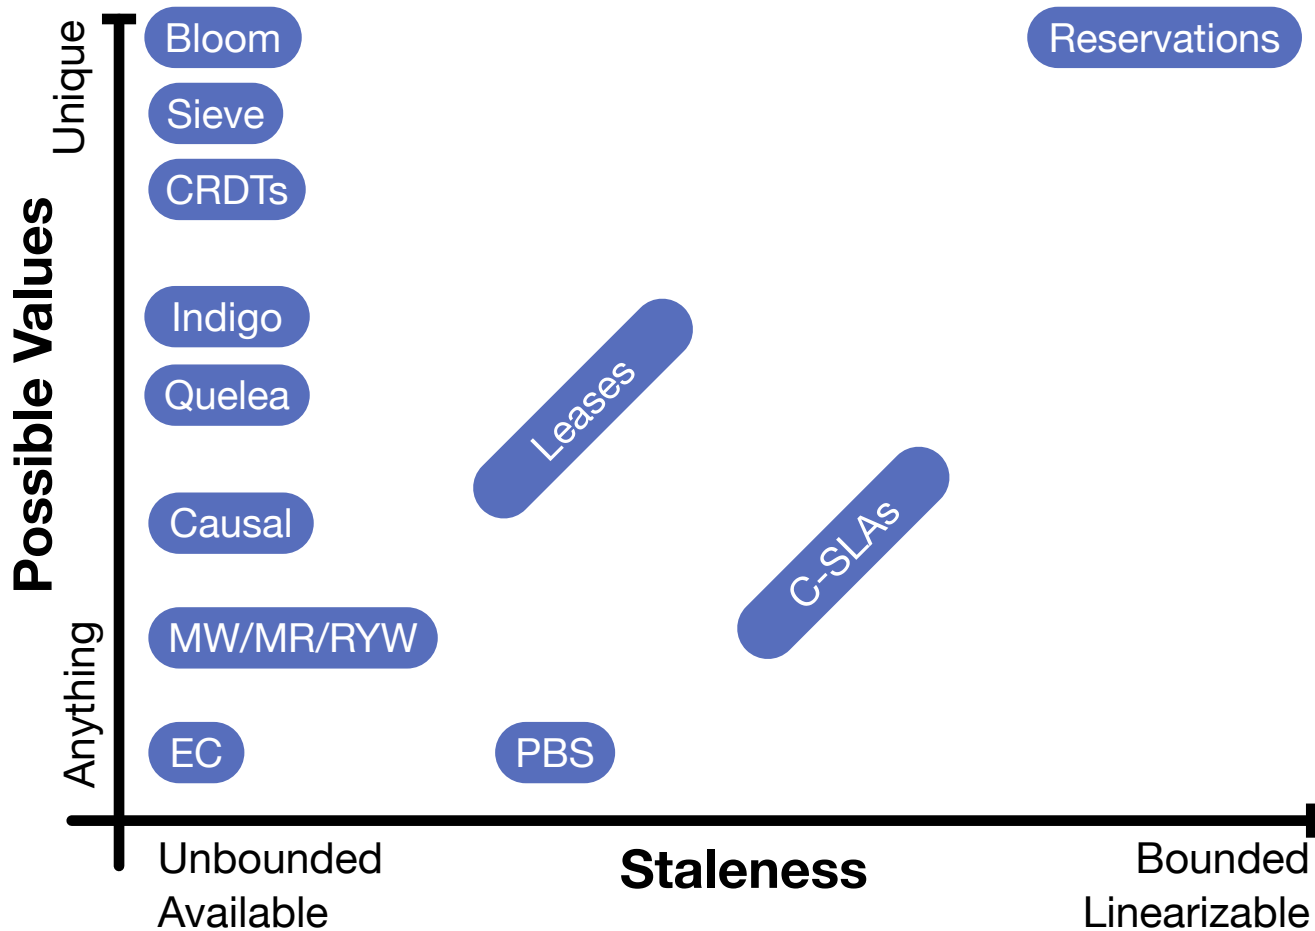 Unique
Anything
Possible Values
Bloom
Reservations
Sieve
CRDTs
Indigo
Quelea
Leases
Causal
C-SLAs
MW/MR/RYW
EC
PBS
Unbounded
Available
Staleness
Bounded
Linearizable